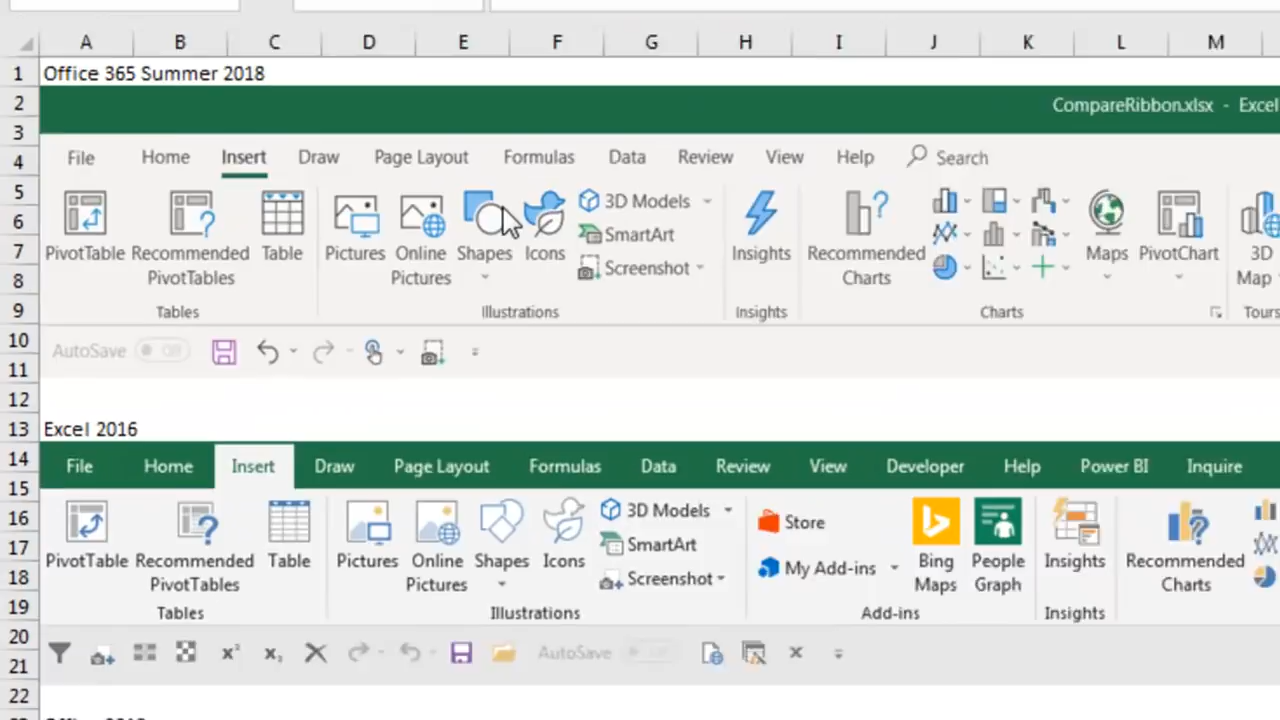 A B C D E F G H I J K L M
1 Office 365 Summer 2018
2 CompareRibbon.xlsx - Excel
3
4 File Home Insert Draw Page Layout Formulas Data Review View Help Search
5 3D Models
6 SmartArt
7 PivotTable Recommended Table Pictures Online Shapes Icons Insights Recommended Maps PivotChart 3D
Screenshot
8 PivotTables Pictures Charts Map
9 Tables Illustrations Insights Charts Tours
10 AutoSave Off
11
12
13 Excel 2016
14 File Home Insert Draw Page Layout Formulas Data Review View Developer Help Power BI Inquire
15
16 3D Models Store
17 PivotTable Recommended Table Pictures Online Shapes Icons SmartArt My Add-ins Bing People Insights Recommended
18 PivotTables Pictures Screenshot Maps Graph Charts
19 Tables Illustrations Add-ins Insights
20 x² x₂ AutoSave
21
22